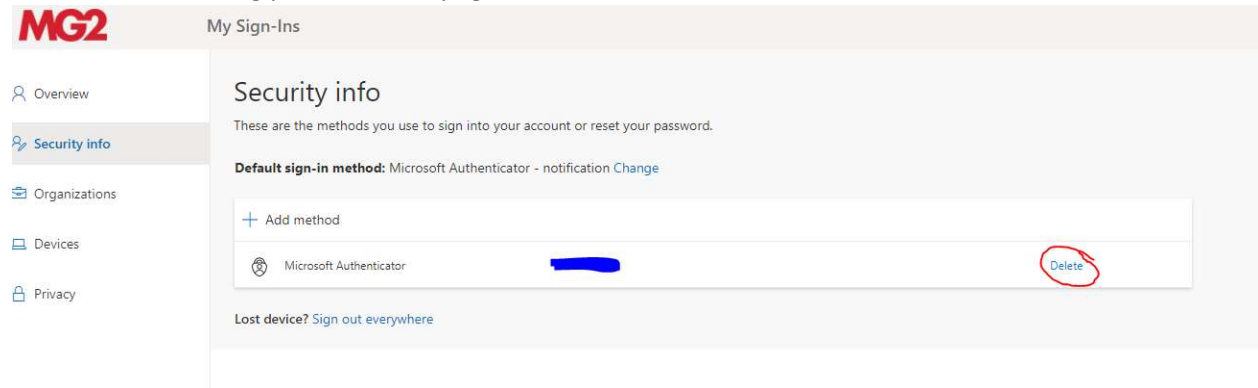 MG2
My Sign-Ins
Overview
Security info
Organizations
Devices
Privacy
Security info
These are the methods you use to sign into your account or reset your password.
Default sign-in method: Microsoft Authenticator - notification Change
+ Add method
Microsoft Authenticator Delete
Lost device? Sign out everywhere